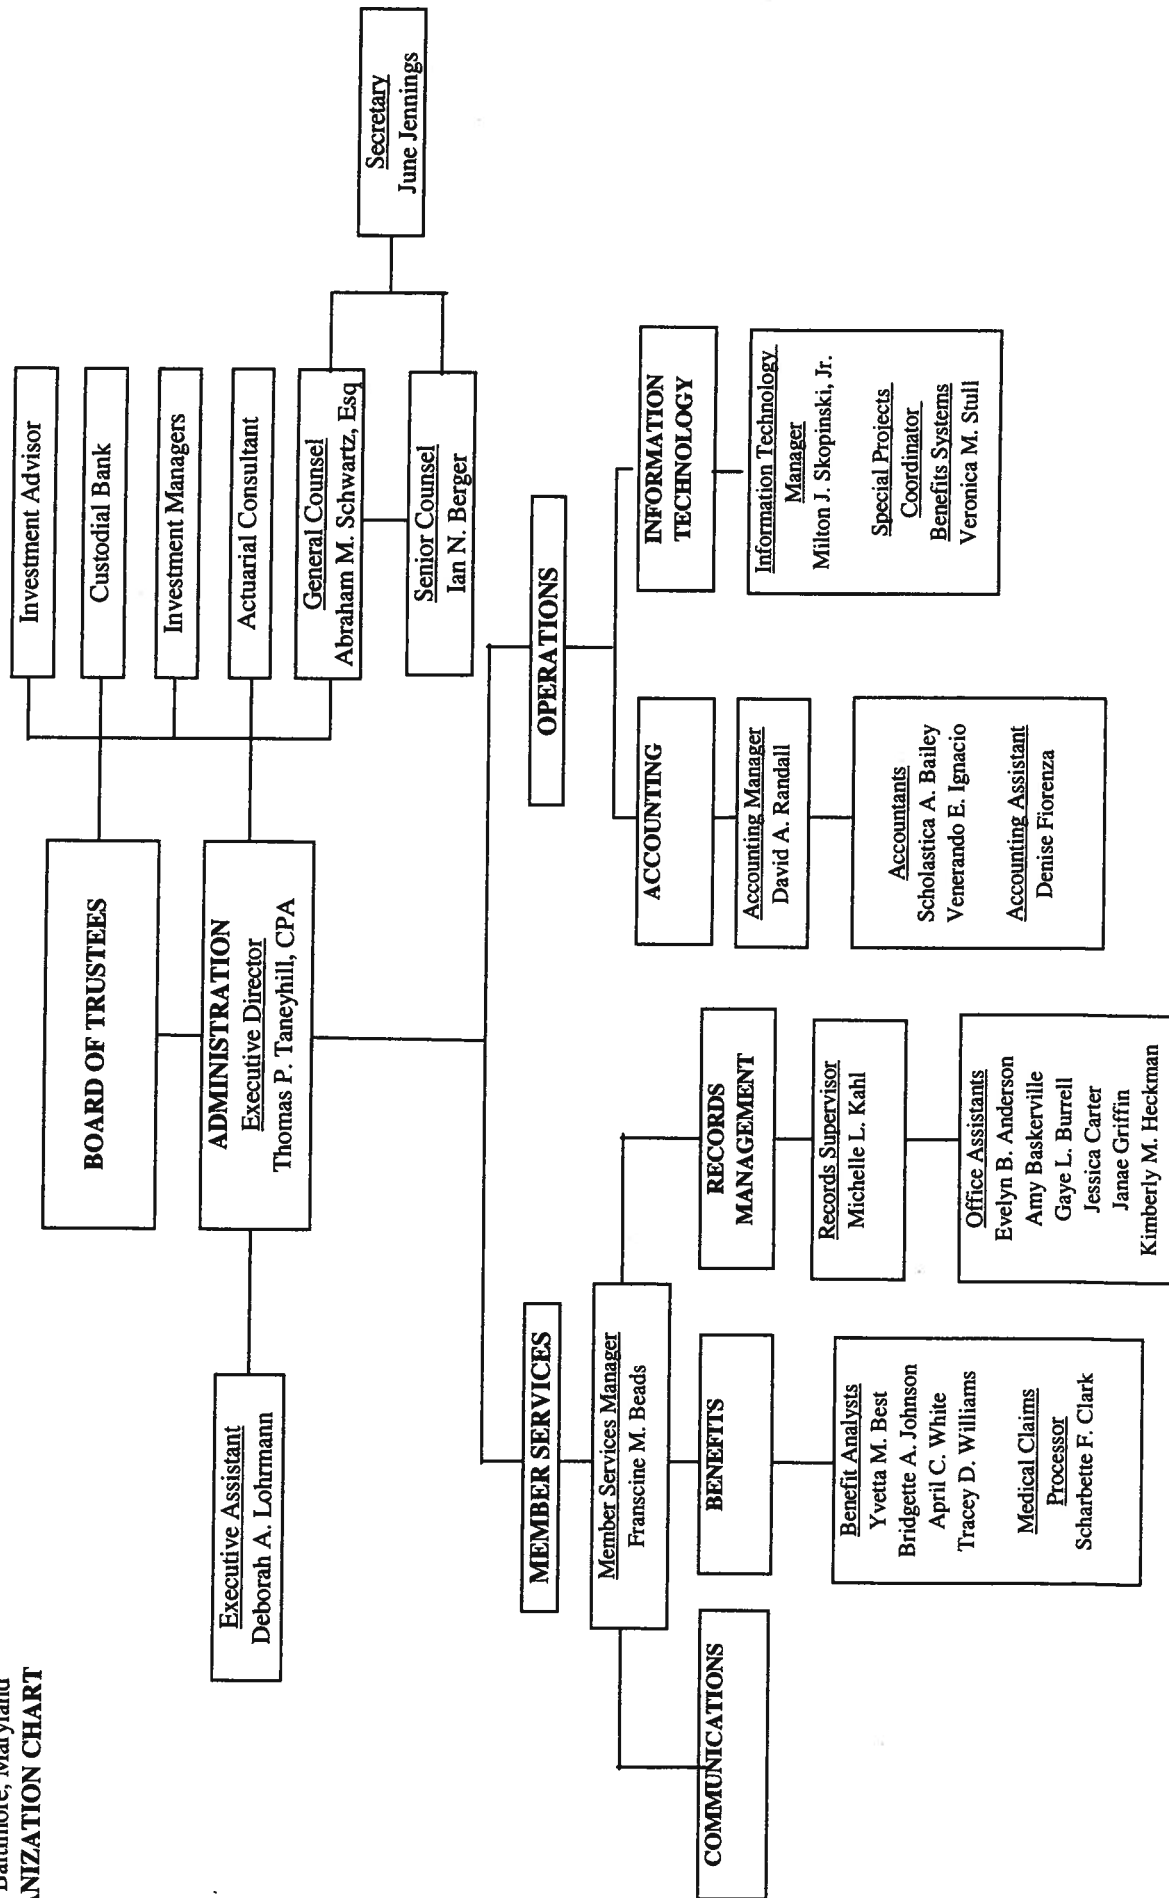 Baltimore, Maryland
ANIZATION CHART
BOARD OF TRUSTEES
ADMINISTRATION
Executive Director
Thomas P. Taneyhill, CPA
Executive Assistant
Deborah A. Lohrmann
Investment Advisor
Custodial Bank
Investment Managers
Actuarial Consultant
General Counsel
Abraham M. Schwartz, Esq
Senior Counsel
Ian N. Berger
Secretary
June Jennings
MEMBER SERVICES
Member Services Manager
Franscine M. Beads
COMMUNICATIONS
BENEFITS
Benefit Analysts
Yvetta M. Best
Bridgette A. Johnson
April C. White
Tracey D. Williams
Medical Claims
Processor
Scharbette F. Clark
RECORDS
MANAGEMENT
Records Supervisor
Michelle L. Kahl
Office Assistants
Evelyn B. Anderson
Amy Baskerville
Gaye L. Burrell
Jessica Carter
Janae Griffin
Kimberly M. Heckman
OPERATIONS
ACCOUNTING
Accounting Manager
David A. Randall
Accountants
Scholastica A. Bailey
Venerando E. Ignacio
Accounting Assistant
Denise Fiorenza
INFORMATION
TECHNOLOGY
Information Technology
Manager
Milton J. Skopinski, Jr.
Special Projects
Coordinator
Benefits Systems
Veronica M. Stull